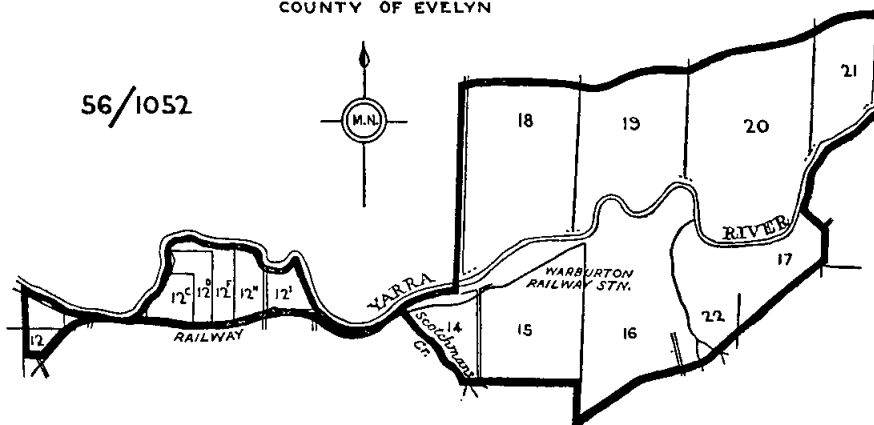 COUNTY OF EVELYN
56/1052
M.N.
18
19
20
21
YARRA
RIVER
WARBURTON
RAILWAY STN.
17
12
12C
12D
12F
12H
12J
RAILWAY
14
Scotchmans
Cr.
15
16
22